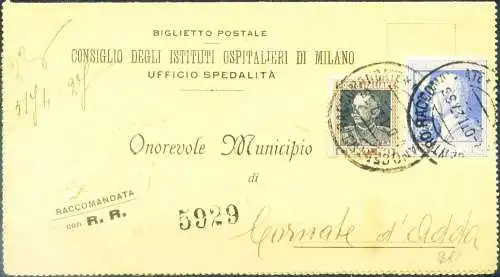 BIGLIETTO POSTALE
CONSIGLIO DEGLI ISTITUTI OSPITALIERI DI MILANO
UFFICIO SPEDALITÀ
Onorevole Municipio
di
RACCOMANDATA
con R. R.
5929
Cornate d'Adda